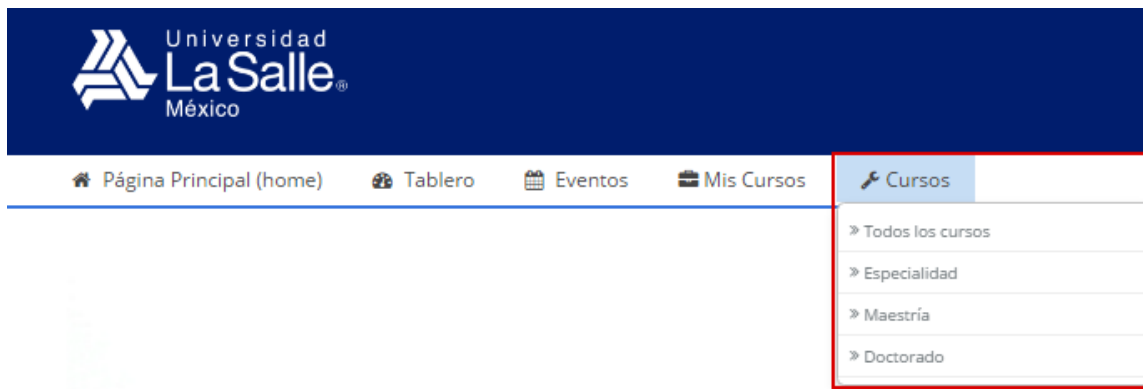 Universidad
La Salle®
México
Página Principal (home) Tablero Eventos Mis Cursos Cursos
» Todos los cursos
» Especialidad
» Maestría
» Doctorado